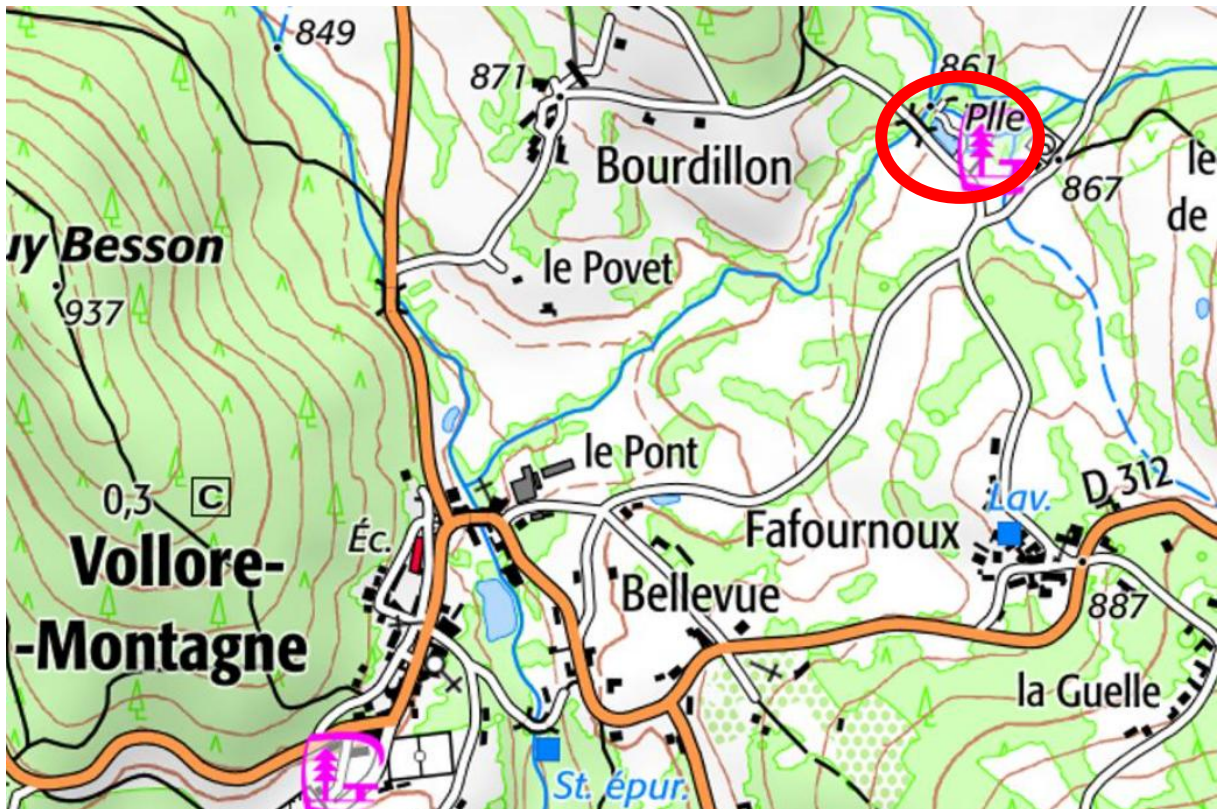 849
861
871
Plle
Bourdillon
867
le
de
uy Besson
le Povet
937
le Pont
D 312
0,3
C
Lav.
Éc.
Fafournoux
Vollore-
-Montagne
Bellevue
887
la Guelle
St. épur.